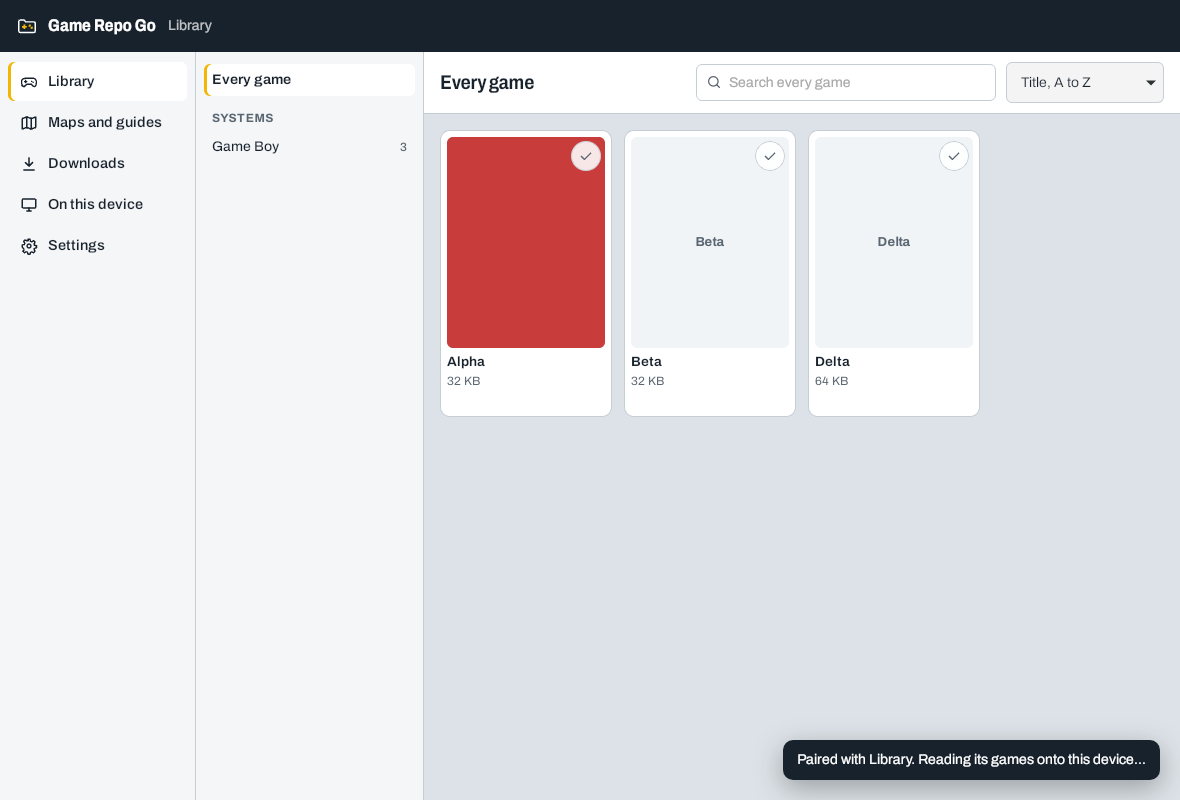 Game Repo Go Library
Library
Maps and guides
Downloads
On this device
Settings
Every game
SYSTEMS
Game Boy 3
Every game
Search every game
Title, A to Z
Alpha
32 KB
Beta
Beta
32 KB
Delta
Delta
64 KB
Paired with Library. Reading its games onto this device...